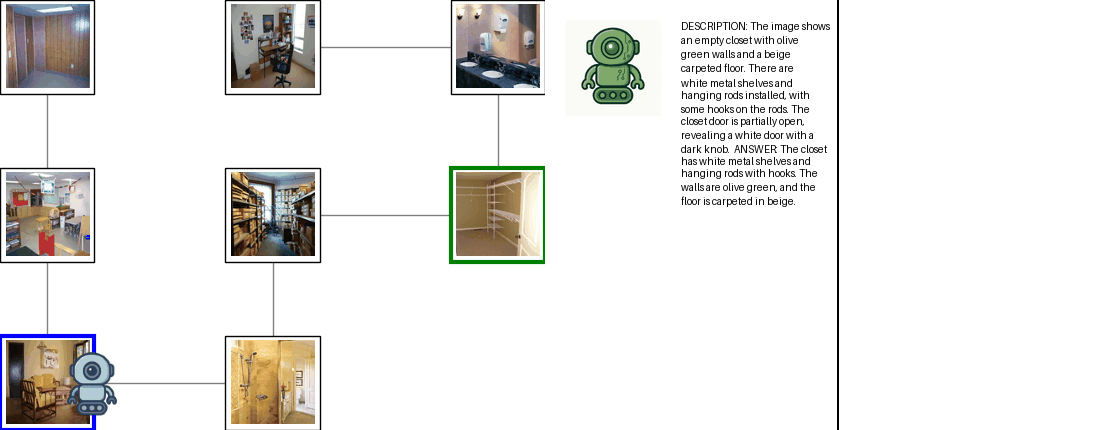 DESCRIPTION: The image shows
an empty closet with olive
green walls and a beige
carpeted floor. There are
white metal shelves and
hanging rods installed, with
some hooks on the rods. The
closet door is partially open,
revealing a white door with a
dark knob.  ANSWER: The closet
has white metal shelves and
hanging rods with hooks. The
walls are olive green, and the
floor is carpeted in beige.